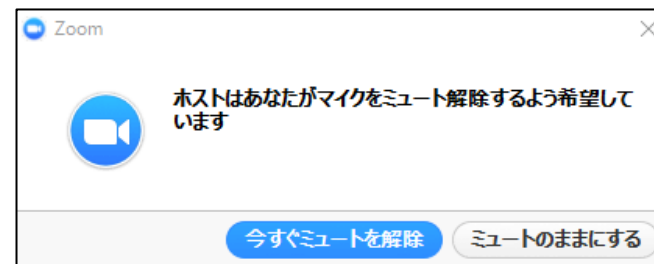 Zoom
ホストはあなたがマイクをミュート解除するよう希望して
います
今すぐミュートを解除
ミュートのままにする